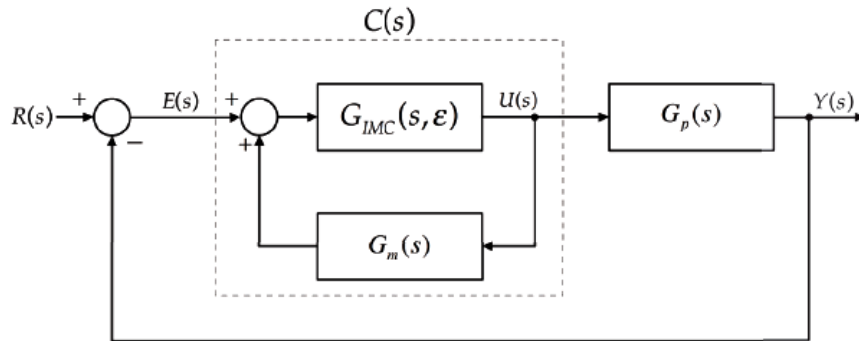 C(s)
R(s)
+
−
E(s)
+
+
G_IMC(s, ε)
U(s)
G_p(s)
Y(s)
G_m(s)